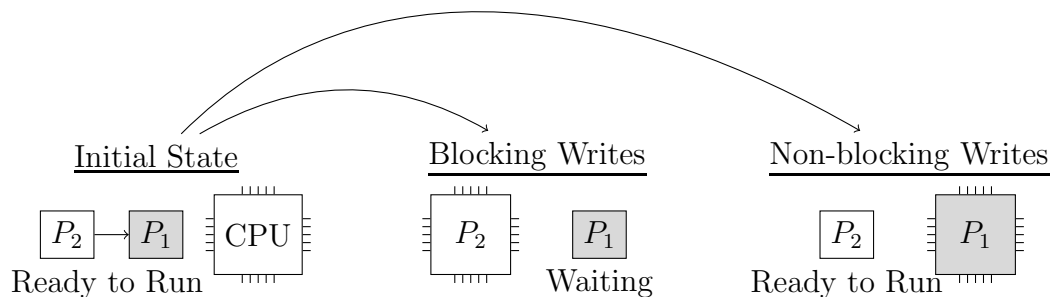 Initial State
Blocking Writes
Non-blocking Writes
P₂ P₁ CPU
P₂ P₁
P₂ P₁
Ready to Run
Waiting
Ready to Run